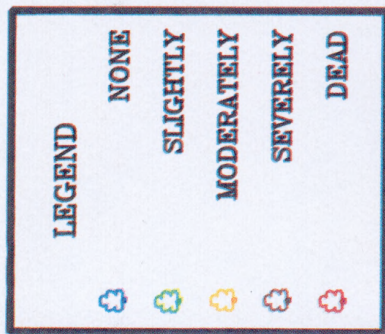 LEGEND
NONE
SLIGHTLY
MODERATELY
SEVERELY
DEAD